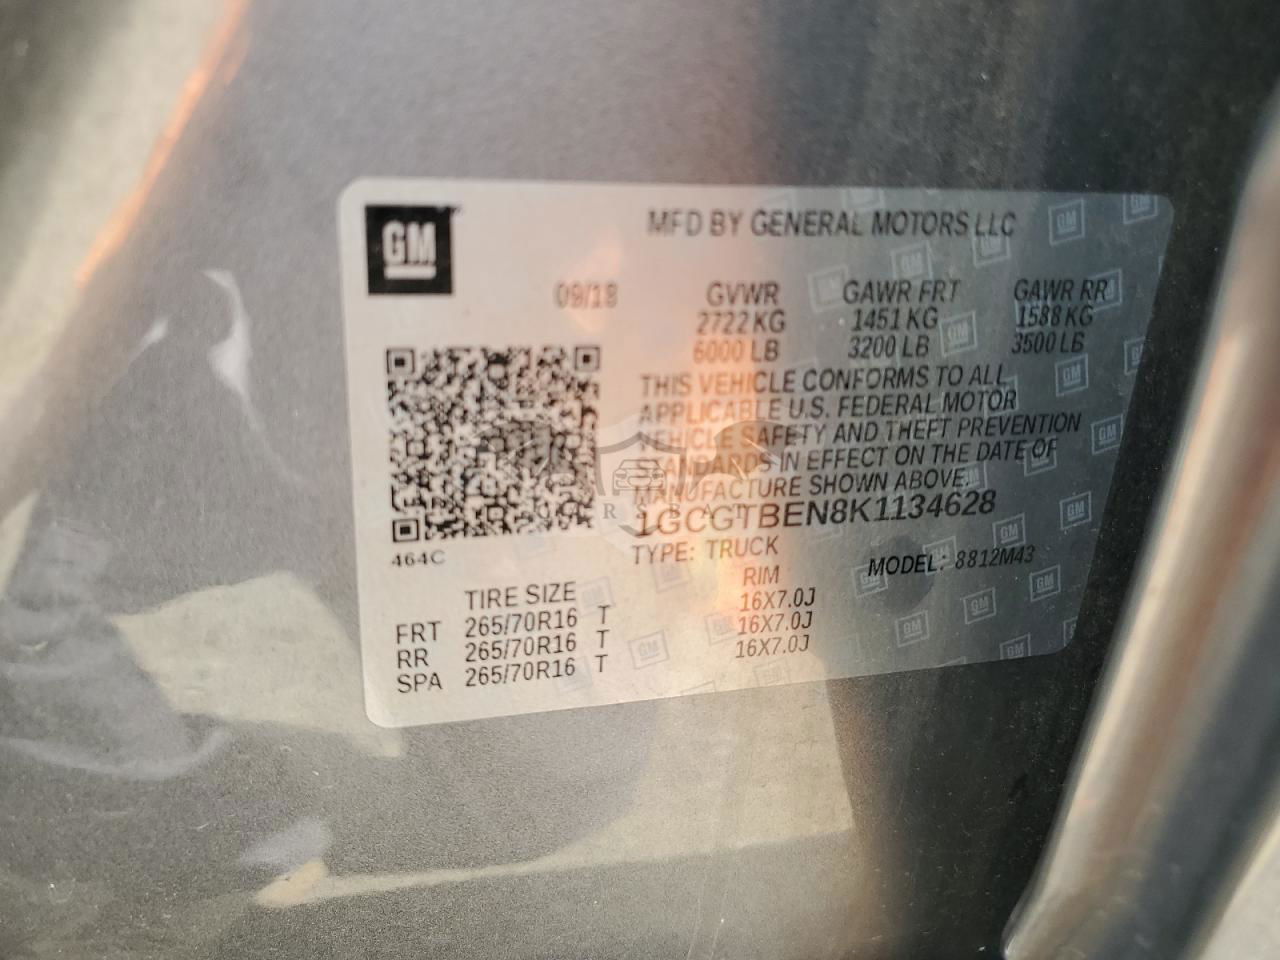 GM
MFD BY GENERAL MOTORS LLC
09/18 GVWR GAWR FRT GAWR RR
2722 KG 1451 KG 1588 KG
6000 LB 3200 LB 3500 LB
THIS VEHICLE CONFORMS TO ALL
APPLICABLE U.S. FEDERAL MOTOR
VEHICLE SAFETY AND THEFT PREVENTION
STANDARDS IN EFFECT ON THE DATE OF
MANUFACTURE SHOWN ABOVE.
1GCGTBEN8K1134628
464C
TYPE: TRUCK MODEL: 8812M43
TIRE SIZE RIM
FRT 265/70R16 T 16X7.0J
RR 265/70R16 T 16X7.0J
SPA 265/70R16 T 16X7.0J